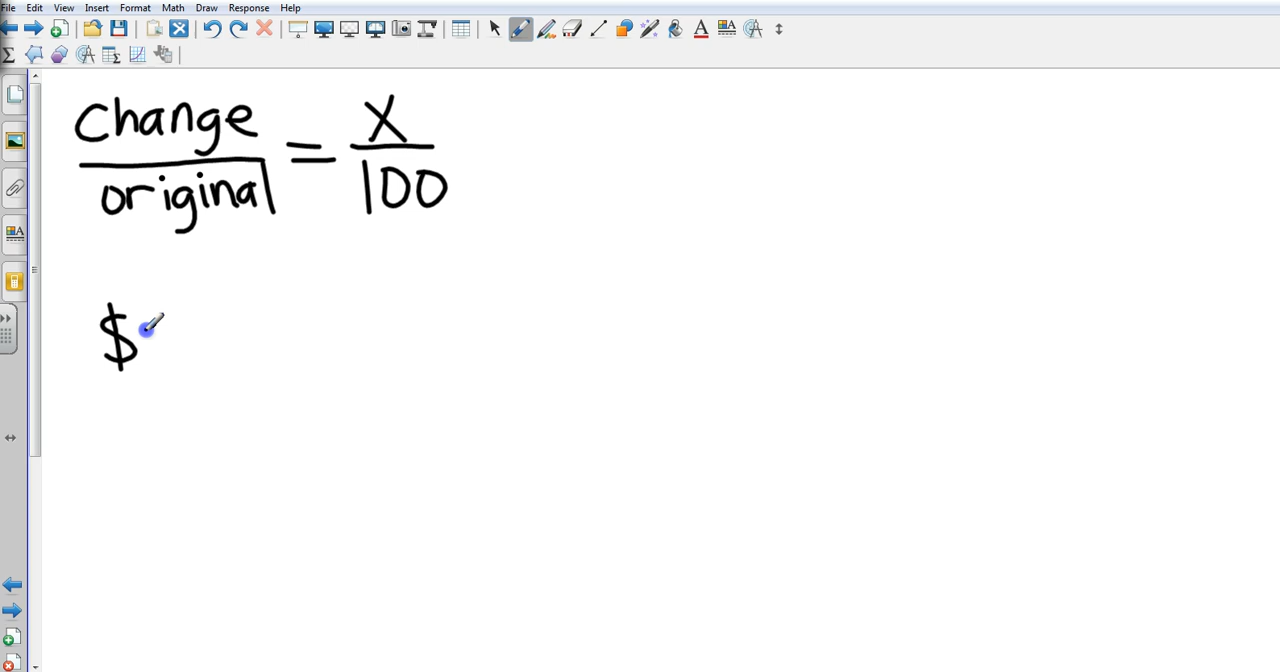 File Edit View Insert Format Math Draw Response Help
change
original
=
x
100
$